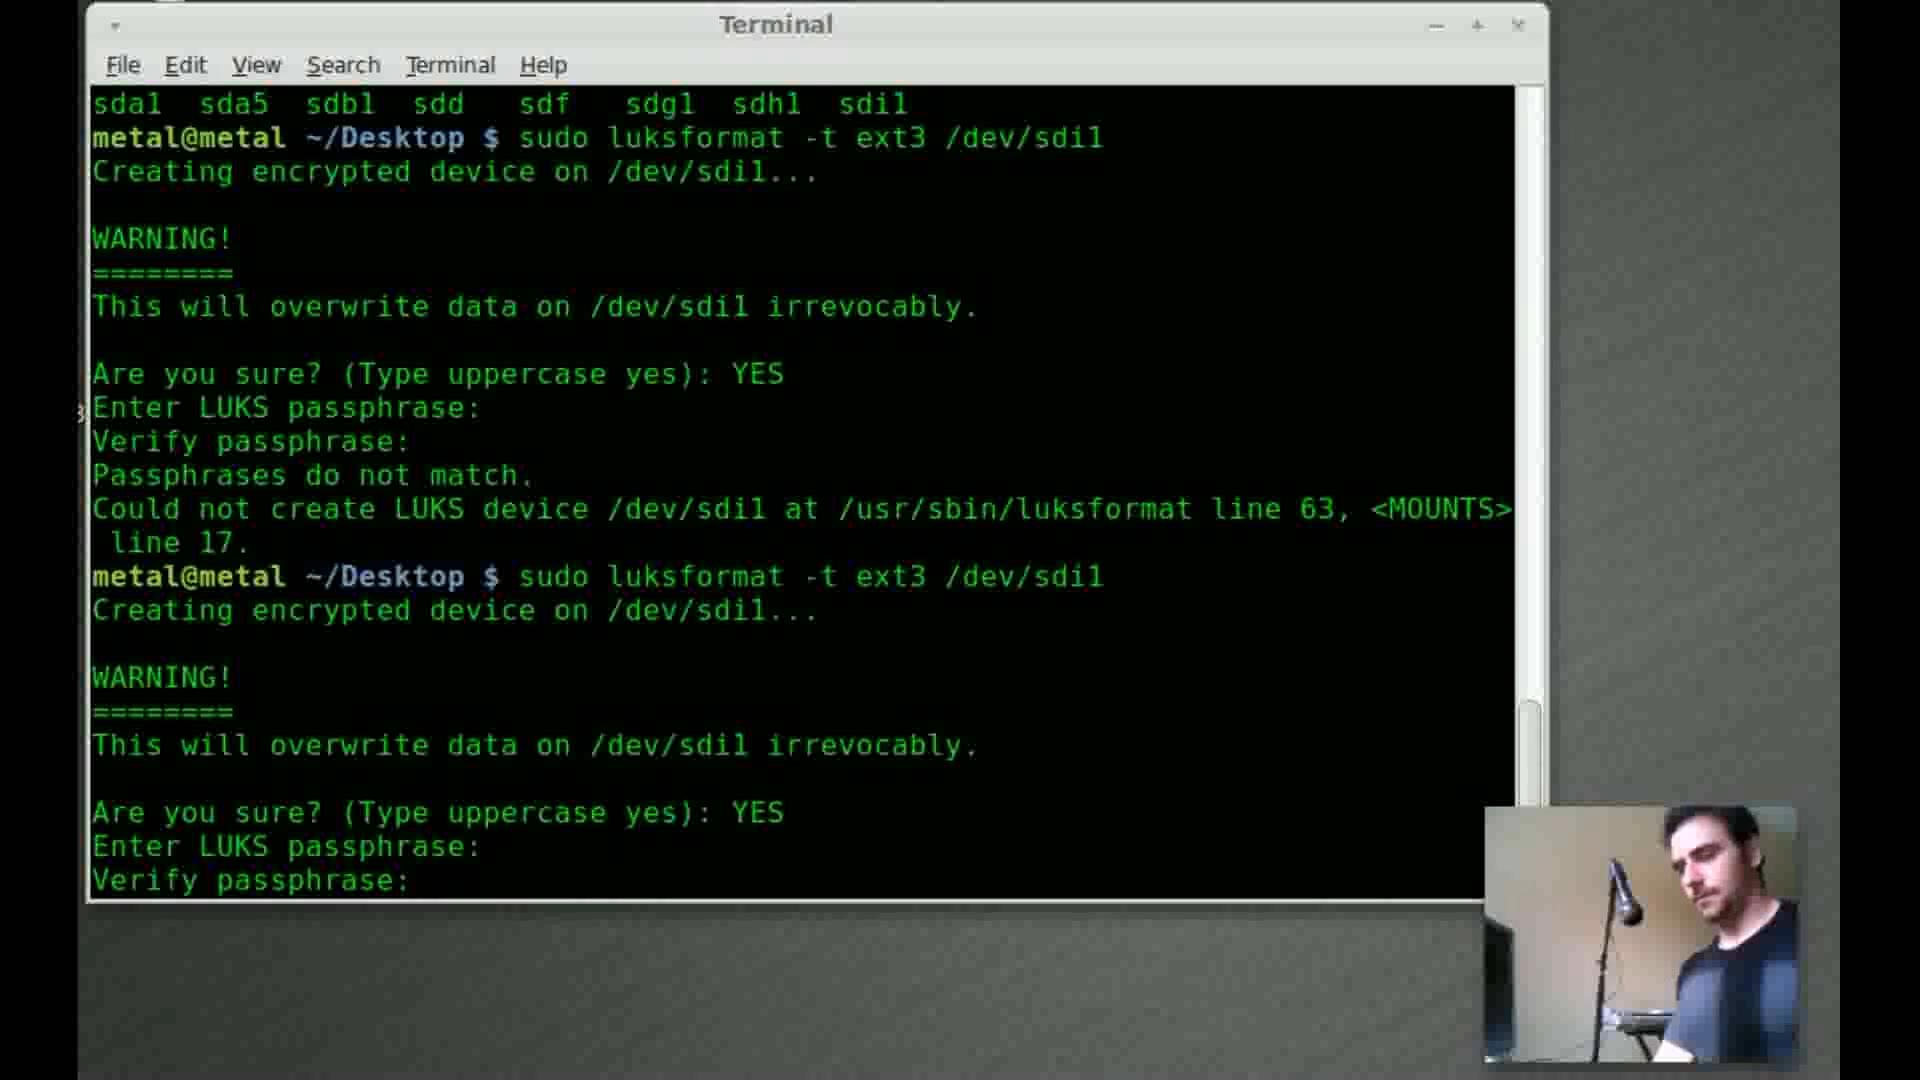 Terminal
File Edit View Search Terminal Help
sda1 sda5 sdb1 sdd sdf sdg1 sdh1 sdi1
metal@metal ~/Desktop $ sudo luksformat -t ext3 /dev/sdi1
Creating encrypted device on /dev/sdi1...
WARNING!
========
This will overwrite data on /dev/sdi1 irrevocably.
Are you sure? (Type uppercase yes): YES
Enter LUKS passphrase:
Verify passphrase:
Passphrases do not match.
Could not create LUKS device /dev/sdi1 at /usr/sbin/luksformat line 63, <MOUNTS>
line 17.
metal@metal ~/Desktop $ sudo luksformat -t ext3 /dev/sdi1
Creating encrypted device on /dev/sdi1...
WARNING!
========
This will overwrite data on /dev/sdi1 irrevocably.
Are you sure? (Type uppercase yes): YES
Enter LUKS passphrase:
Verify passphrase: